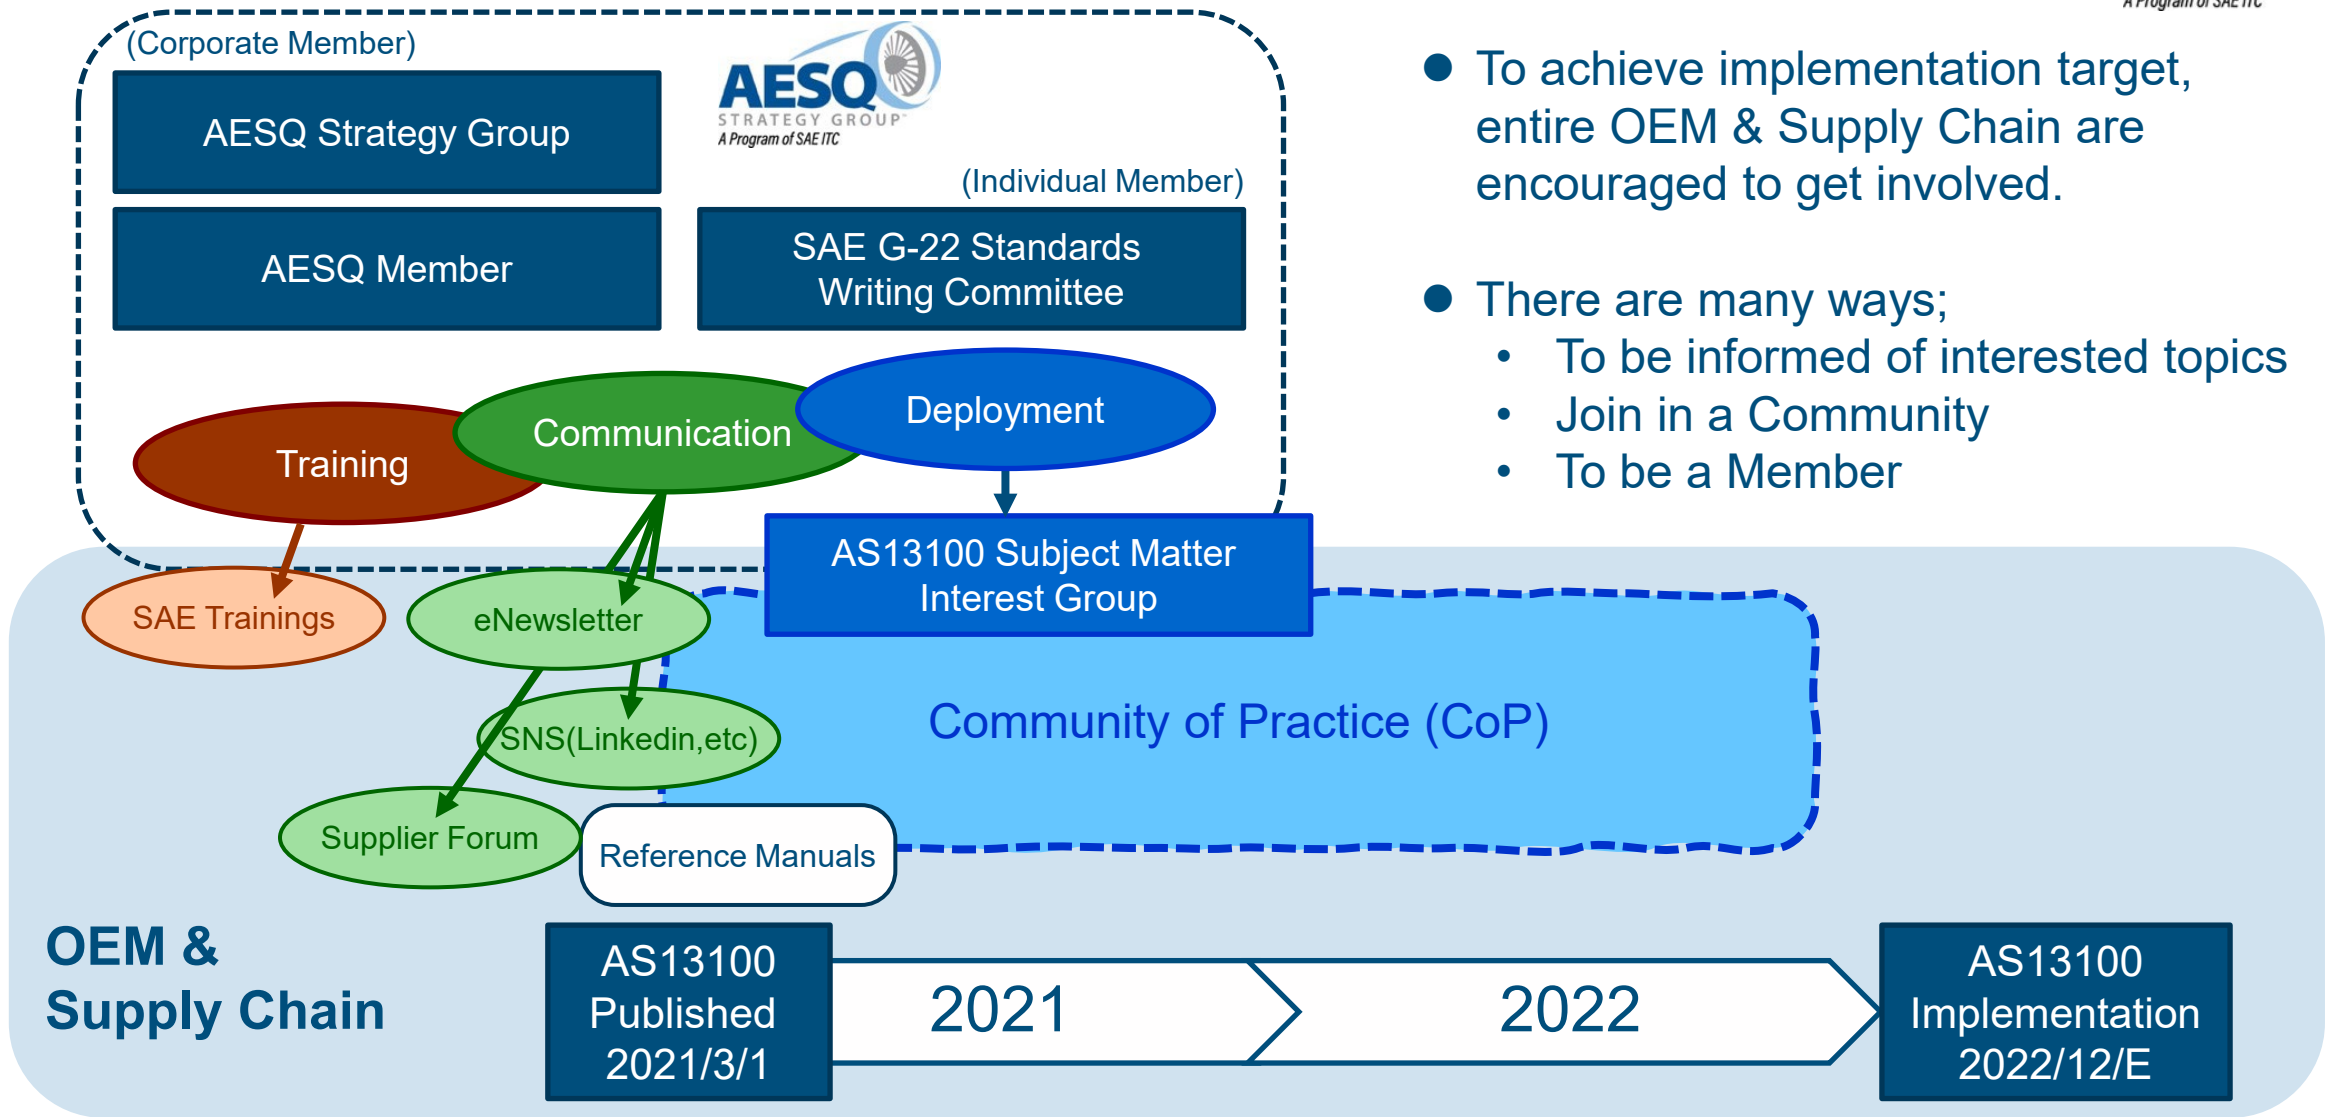 A Program of SAE ITC
(Corporate Member)
AESQ Strategy Group
AESQ
STRATEGY GROUP
A Program of SAE ITC
(Individual Member)
AESQ Member
SAE G-22 Standards
Writing Committee
Training
Communication
Deployment
AS13100 Subject Matter
Interest Group
SAE Trainings
eNewsletter
SNS(Linkedin,etc)
Supplier Forum
Reference Manuals
Community of Practice (CoP)
● To achieve implementation target,
entire OEM & Supply Chain are
encouraged to get involved.
● There are many ways;
• To be informed of interested topics
• Join in a Community
• To be a Member
OEM &
Supply Chain
AS13100
Published
2021/3/1
2021
2022
AS13100
Implementation
2022/12/E